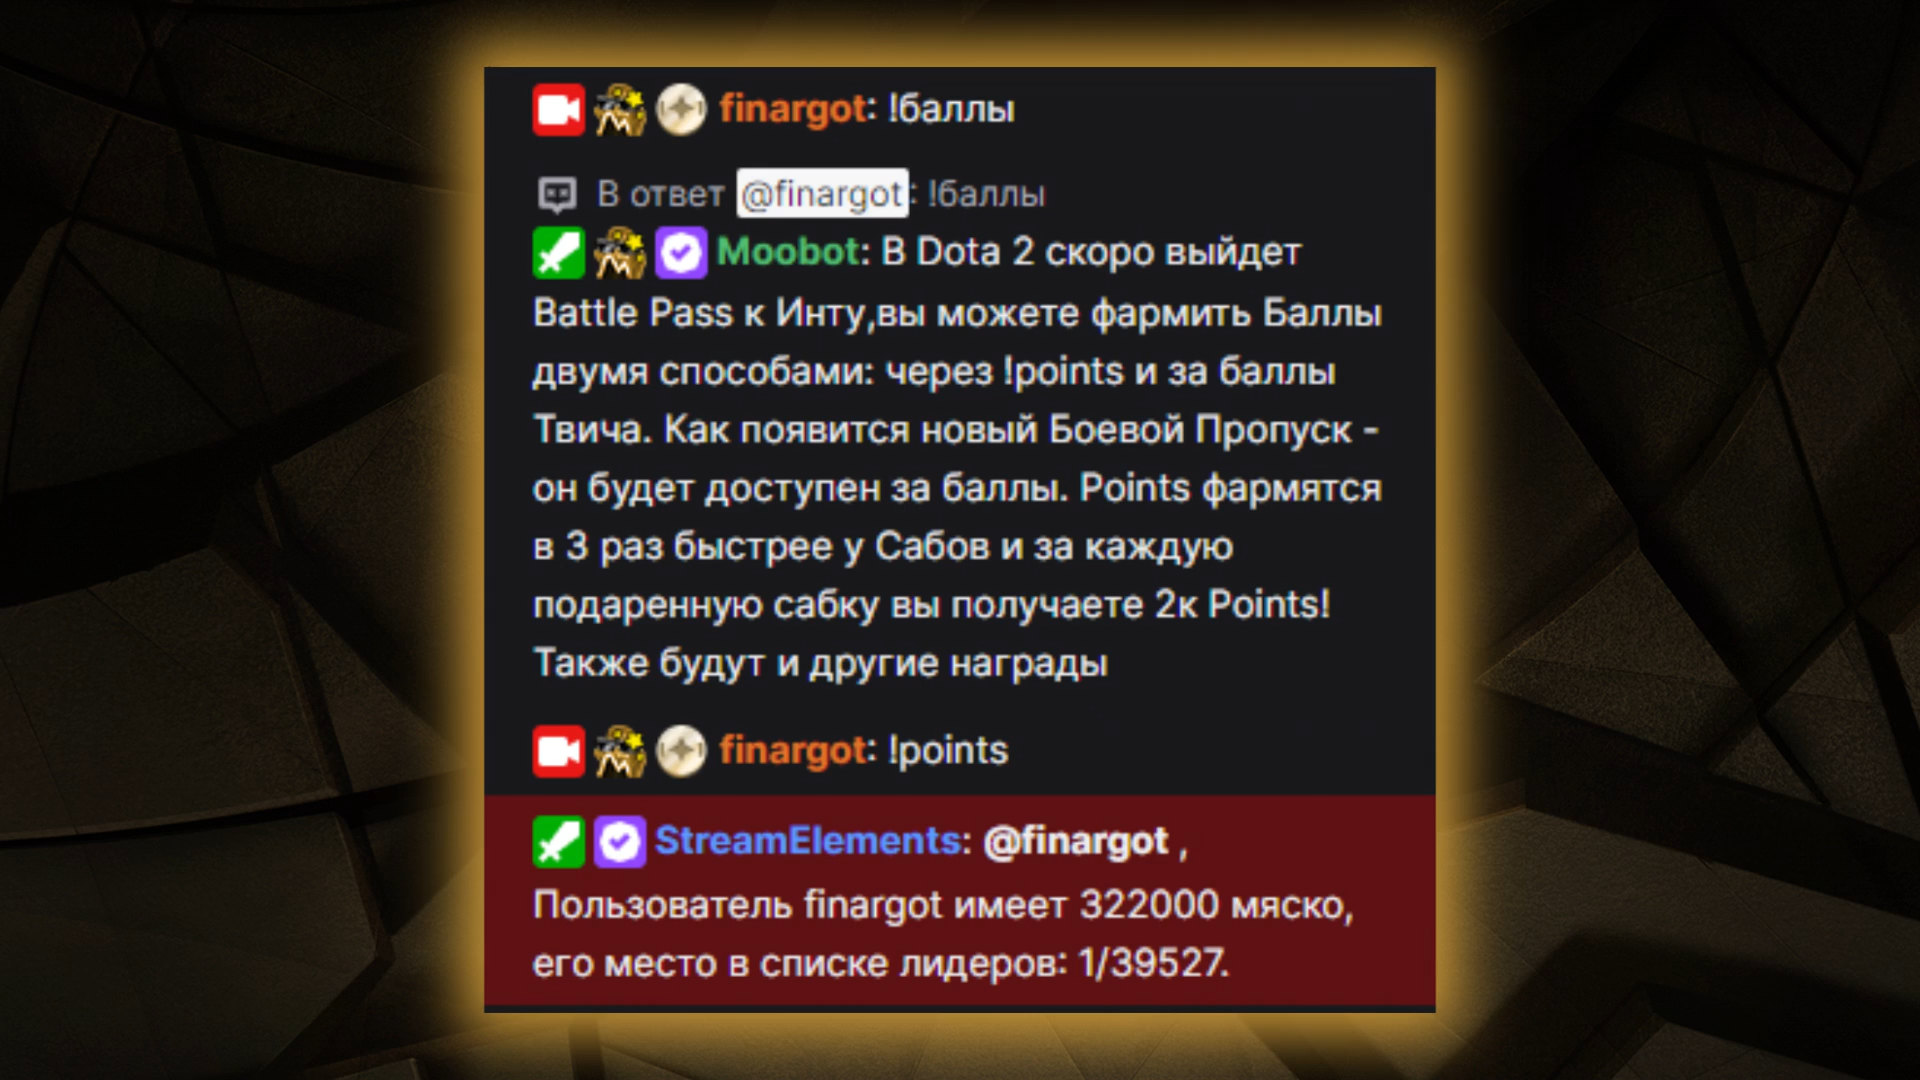 finargot: !баллы
В ответ @finargot: !баллы
Moobot: В Dota 2 скоро выйдет
Battle Pass к Инту,вы можете фармить Баллы
двумя способами: через !points и за баллы
Твича. Как появится новый Боевой Пропуск -
он будет доступен за баллы. Points фармятся
в 3 раз быстрее у Сабов и за каждую
подаренную сабку вы получаете 2к Points!
Также будут и другие награды
finargot: !points
StreamElements: @finargot ,
Пользователь finargot имеет 322000 мяско,
его место в списке лидеров: 1/39527.